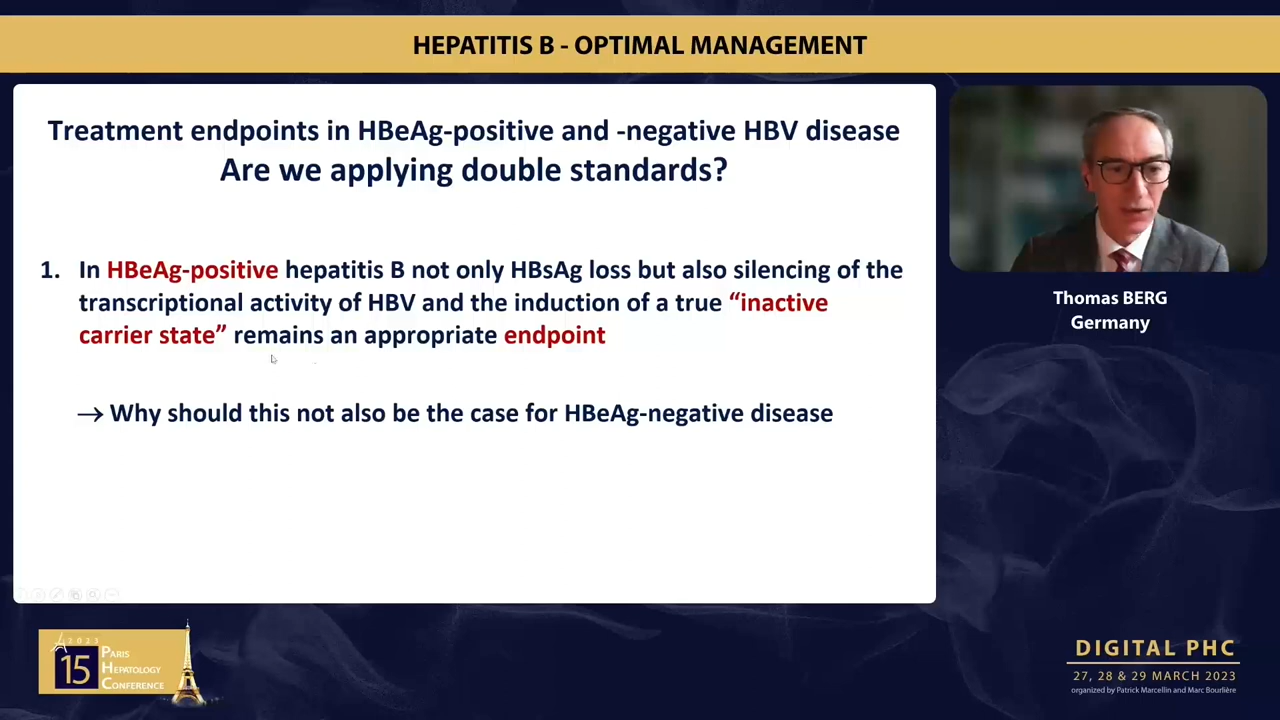 HEPATITIS B - OPTIMAL MANAGEMENT
Treatment endpoints in HBeAg-positive and -negative HBV disease
Are we applying double standards?
1. In HBeAg-positive hepatitis B not only HBsAg loss but also silencing of the
transcriptional activity of HBV and the induction of a true “inactive
carrier state” remains an appropriate endpoint
→ Why should this not also be the case for HBeAg-negative disease
Thomas BERG
Germany
2023
15
PARIS
HEPATOLOGY
CONFERENCE
DIGITAL PHC
27, 28 & 29 MARCH 2023
organized by Patrick Marcellin and Marc Bourlière